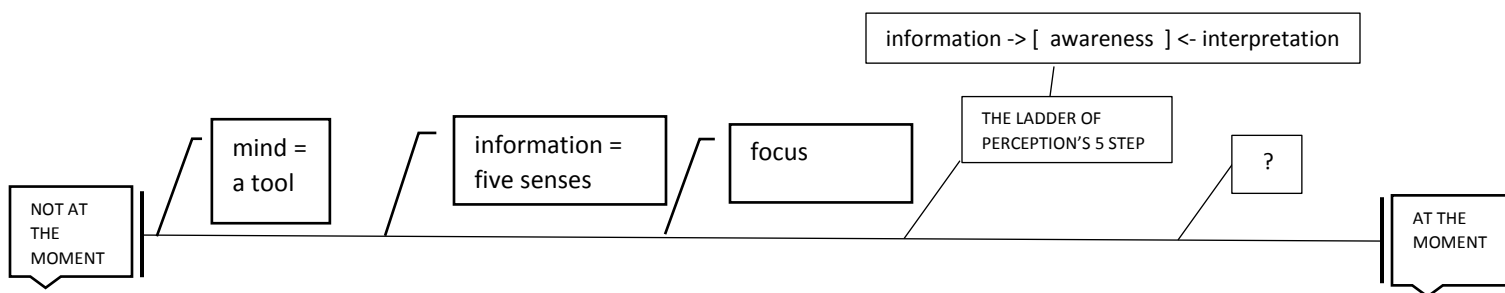 information -> [ awareness ] <- interpretation
THE LADDER OF
PERCEPTION’S 5 STEP
mind =
a tool
information =
five senses
focus
?
NOT AT
THE
MOMENT
AT THE
MOMENT